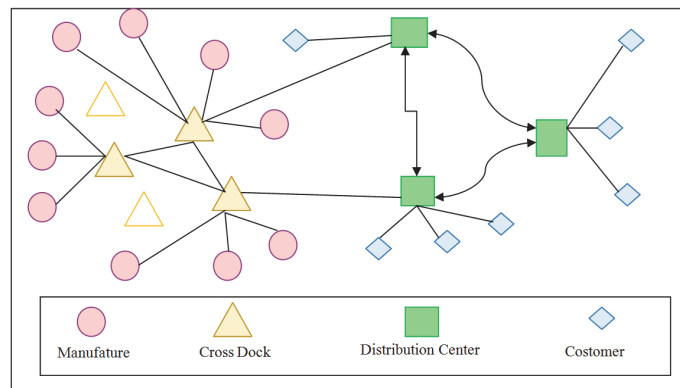 Manufature
Cross Dock
Distribution Center
Costomer